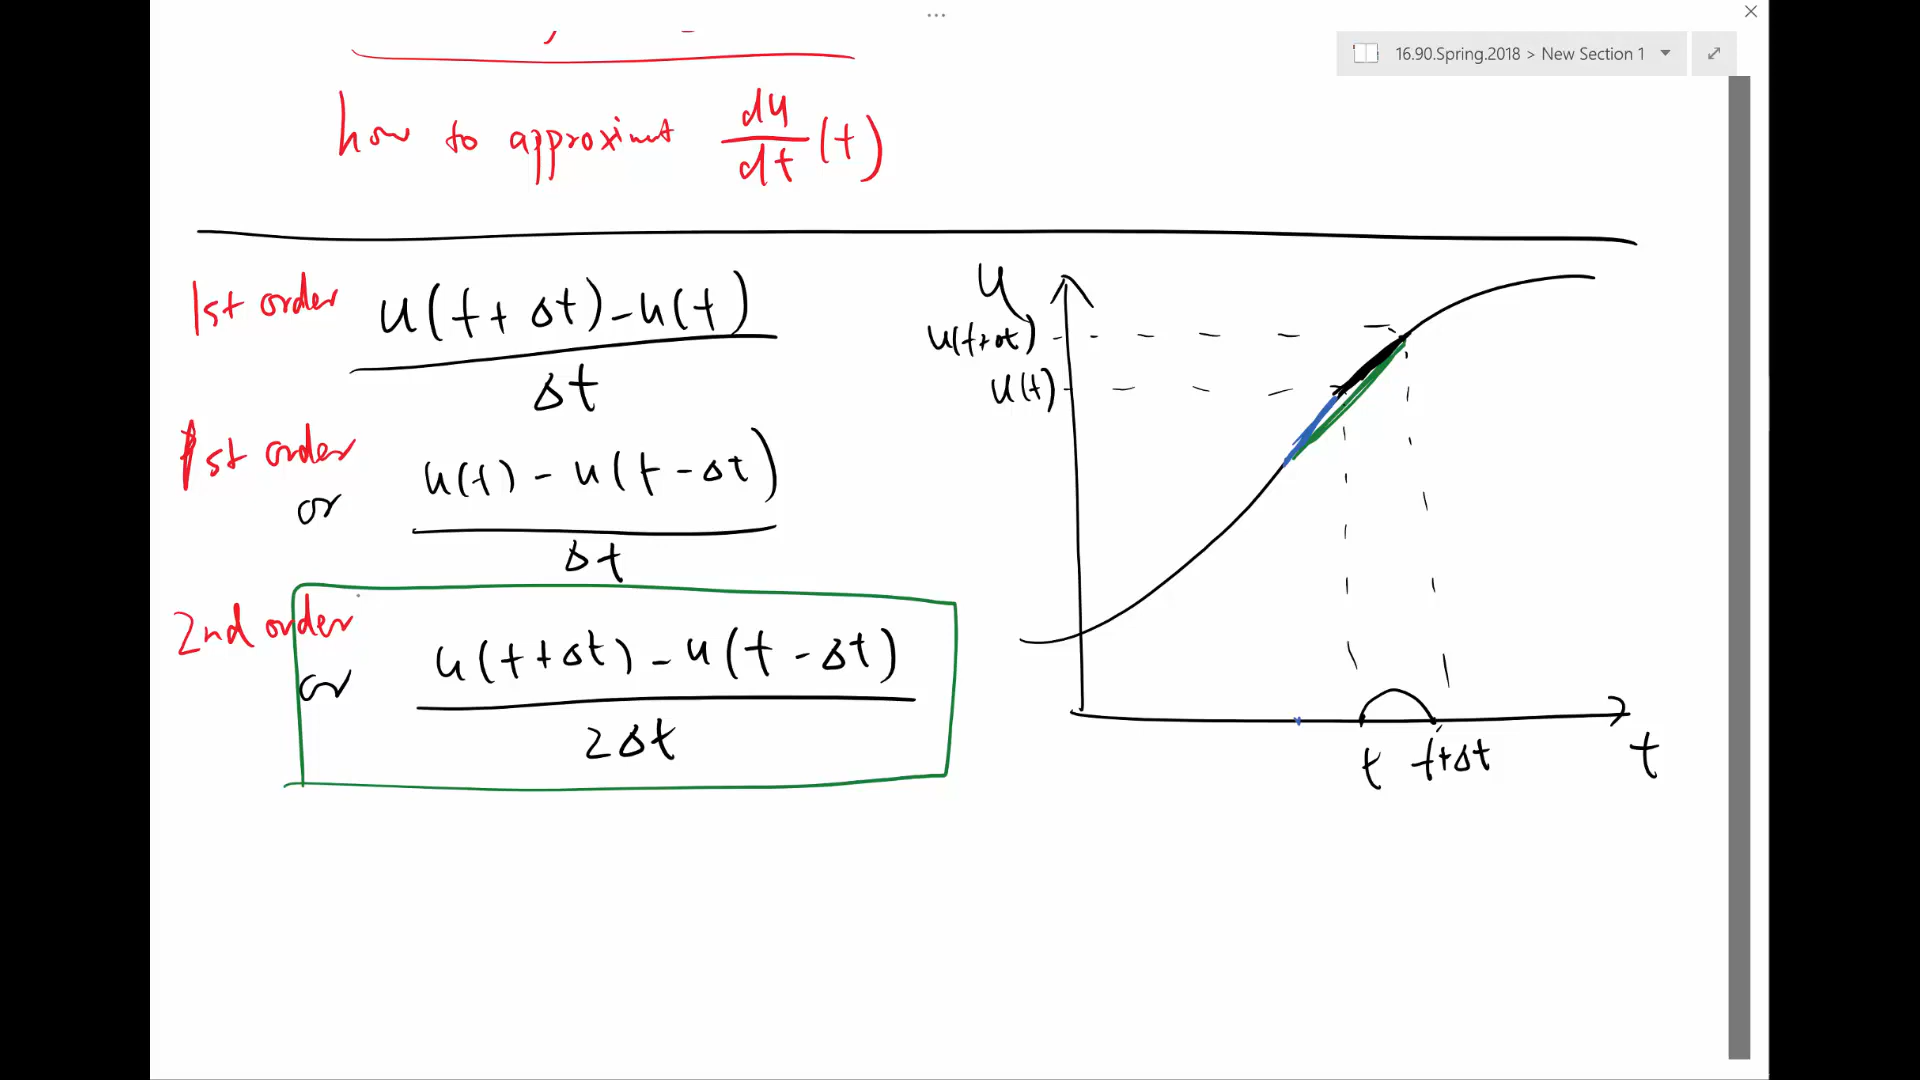 16.90.Spring.2018 > New Section 1
how to approximt du/dt (t)
1st order u(t+Δt)-u(t)
Δt
1st order
or u(t) - u(t-Δt)
Δt
2nd order
or u(t+Δt) - u(t-Δt)
2Δt
u
u(t+Δt)
u(t)
t t+Δt t